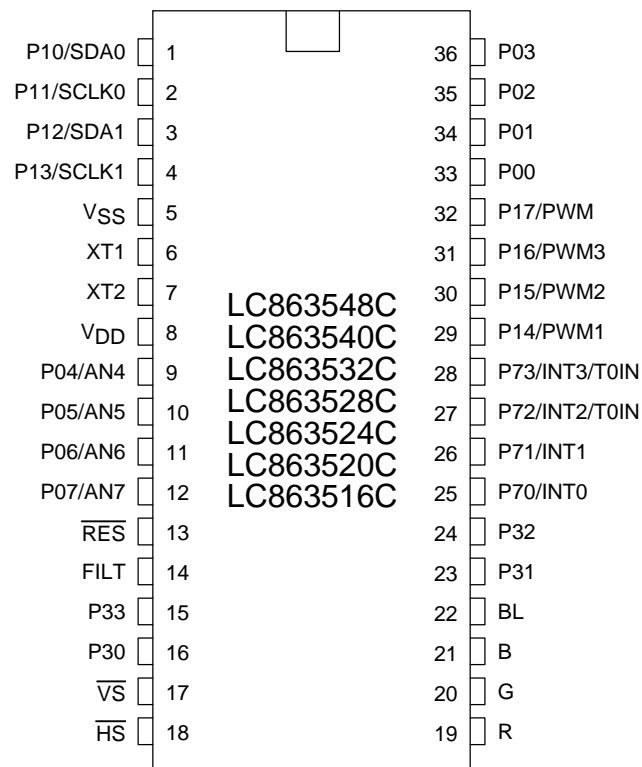 P10/SDA0 1 36 P03
P11/SCLK0 2 35 P02
P12/SDA1 3 34 P01
P13/SCLK1 4 33 P00
VSS 5 32 P17/PWM
XT1 6 31 P16/PWM3
XT2 7 30 P15/PWM2
LC863548C
VDD 8 29 P14/PWM1
LC863540C
P04/AN4 9 LC863532C 28 P73/INT3/T0IN
LC863528C
P05/AN5 10 27 P72/INT2/T0IN
LC863524C
P06/AN6 11 26 P71/INT1
LC863520C
P07/AN7 12 LC863516C 25 P70/INT0
RES 13 24 P32
FILT 14 23 P31
P33 15 22 BL
P30 16 21 B
VS 17 20 G
HS 18 19 R